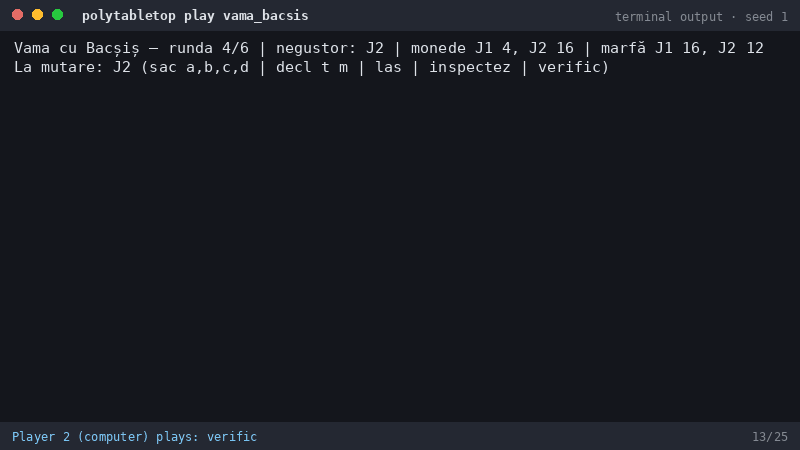 polytabletop play vama_bacsis
terminal output · seed 1
Vama cu Bacșiș — runda 4/6 | negustor: J2 | monede J1 4, J2 16 | marfă J1 16, J2 12
La mutare: J2 (sac a,b,c,d | decl t m | las | inspectez | verific)
Player 2 (computer) plays: verific
13/25